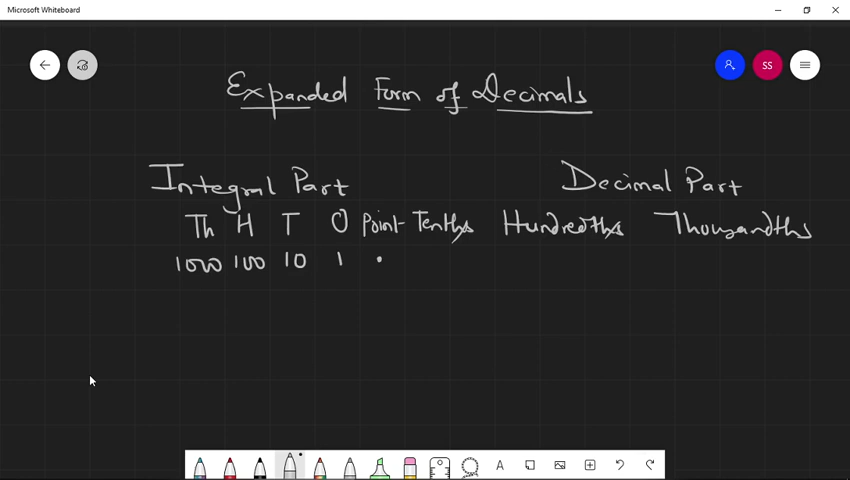 Microsoft Whiteboard
SS
Expanded Form of Decimals
Integral Part Decimal Part
Th H T O Point Tenths Hundredths Thousandths
1000 100 10 1 .
A